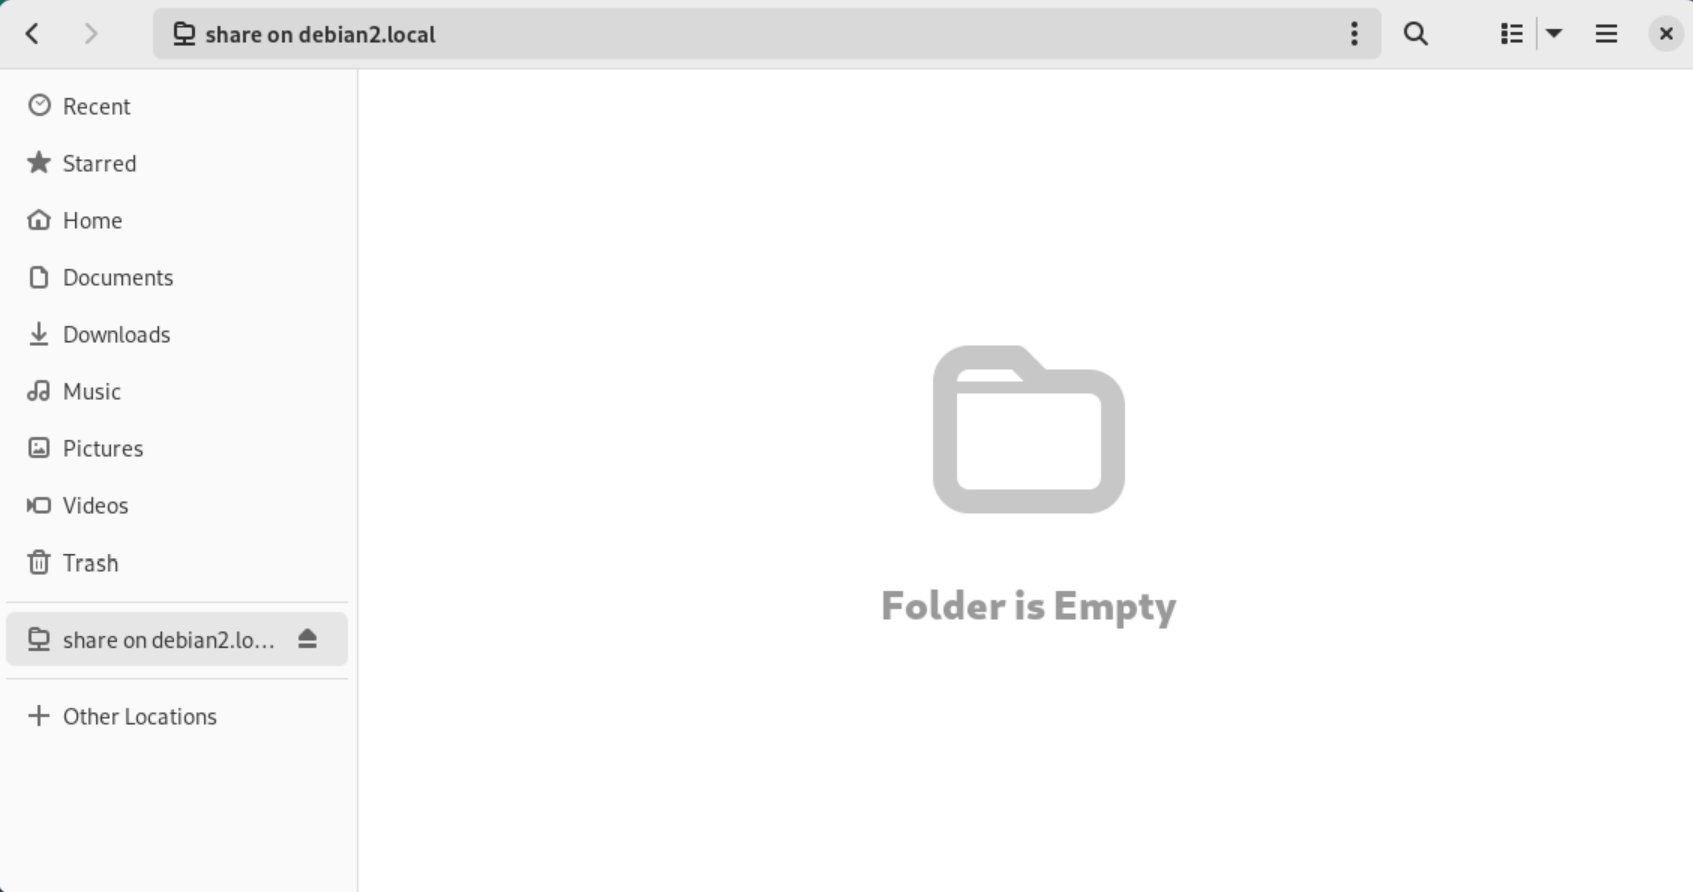 share on debian2.local
Recent
Starred
Home
Documents
Downloads
Music
Pictures
Videos
Trash
share on debian2.lo...
Other Locations
Folder is Empty